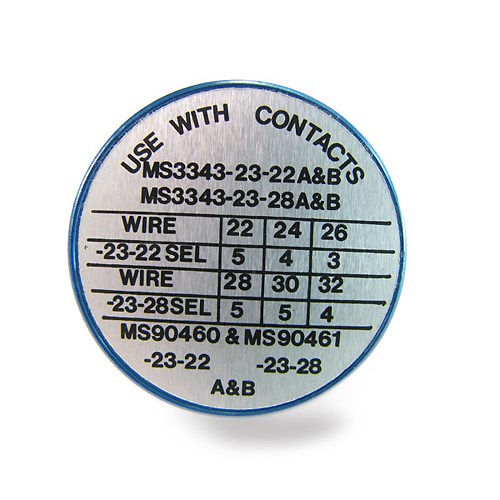 USE WITH CONTACTS
MS3343-23-22A&B
MS3343-23-28A&B
WIRE 22 24 26
-23-22 SEL 5 4 3
WIRE 28 30 32
-23-28SEL 5 5 4
MS90460 & MS90461
-23-22 -23-28
A&B